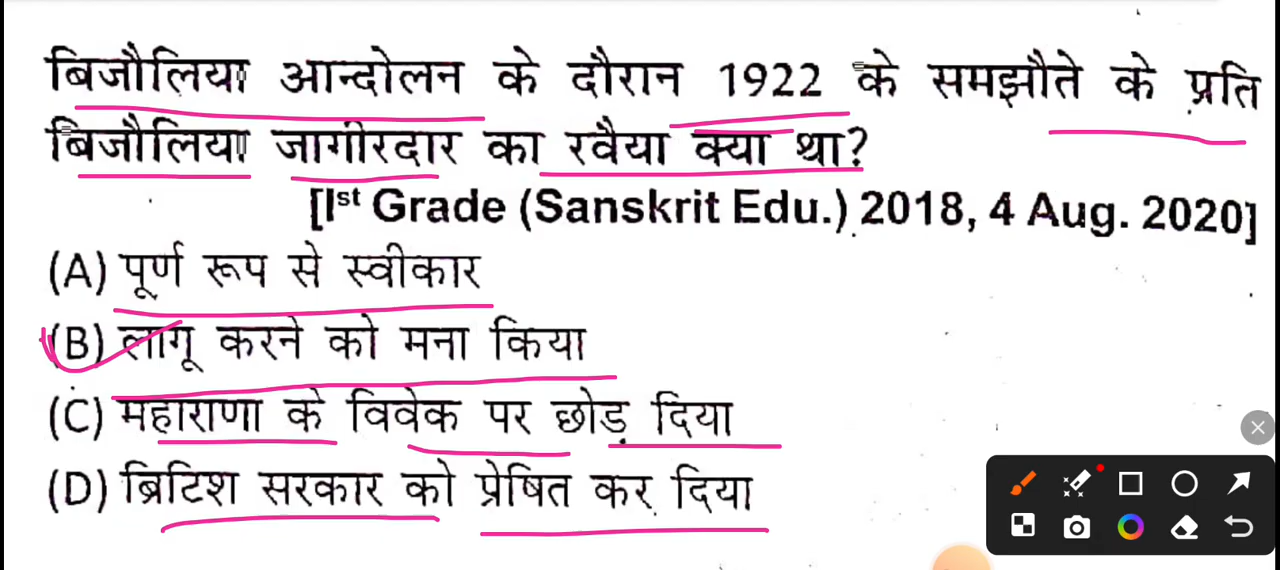 बिजौलिया आन्दोलन के दौरान 1922 के समझौते के प्रति
बिजौलिया जागीरदार का रवैया क्या था?
[Ist Grade (Sanskrit Edu.) 2018, 4 Aug. 2020]
(A) पूर्ण रूप से स्वीकार
(B) लागू करने को मना किया
(C) महाराणा के विवेक पर छोड़ दिया
(D) ब्रिटिश सरकार को प्रेषित कर दिया